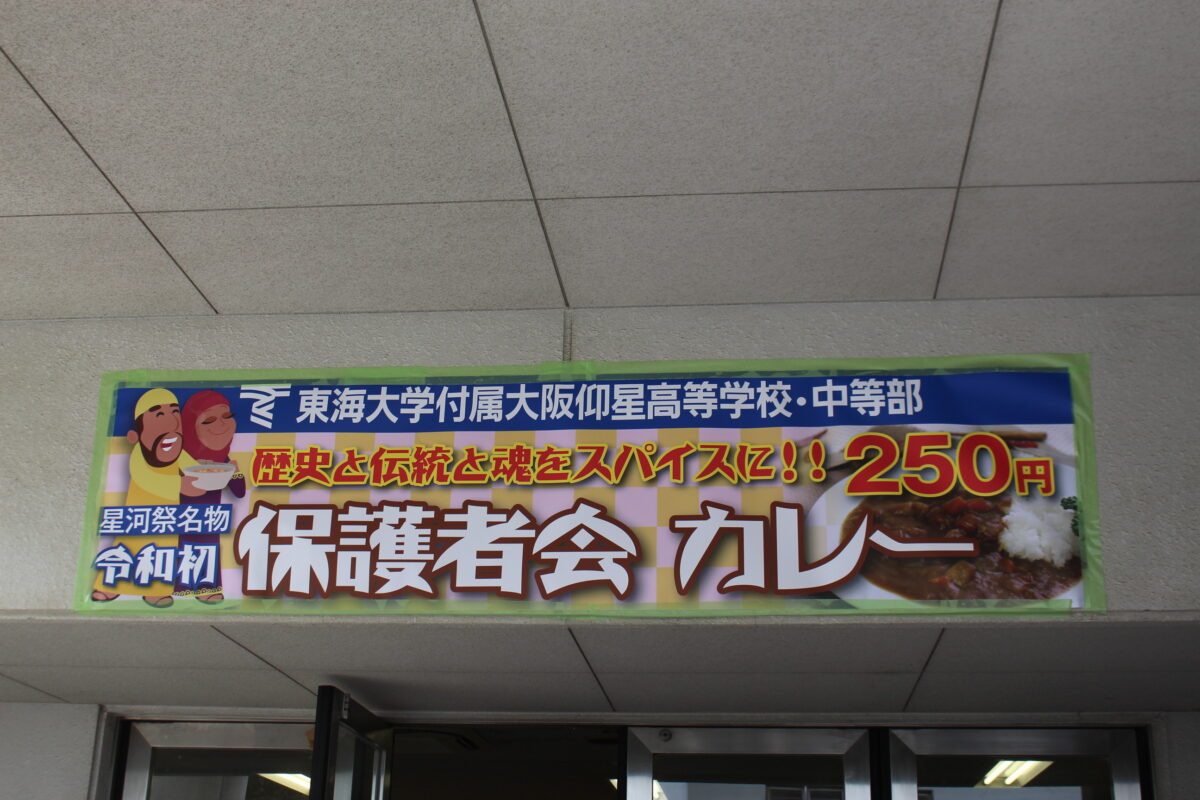 東海大学付属大阪仰星高等学校・中等部
歴史と伝統と魂をスパイスに!! 250円
星河祭名物
令和初
保護者会 カレー